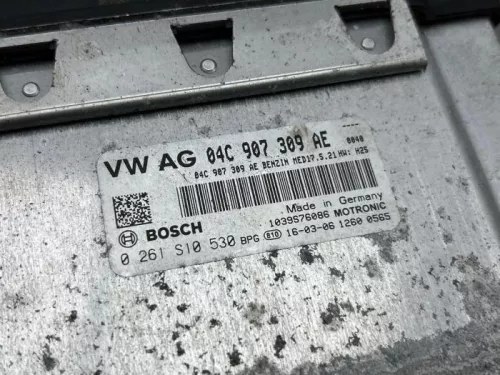 VW AG 04C 907 309 AE 0040
04C 907 309 AE BENZIN MED17.5.21 HW: H25
Made in Germany
BOSCH 1039S76086 MOTRONIC
0 261 S10 530 BPG 810 16-03-06 1260 0565